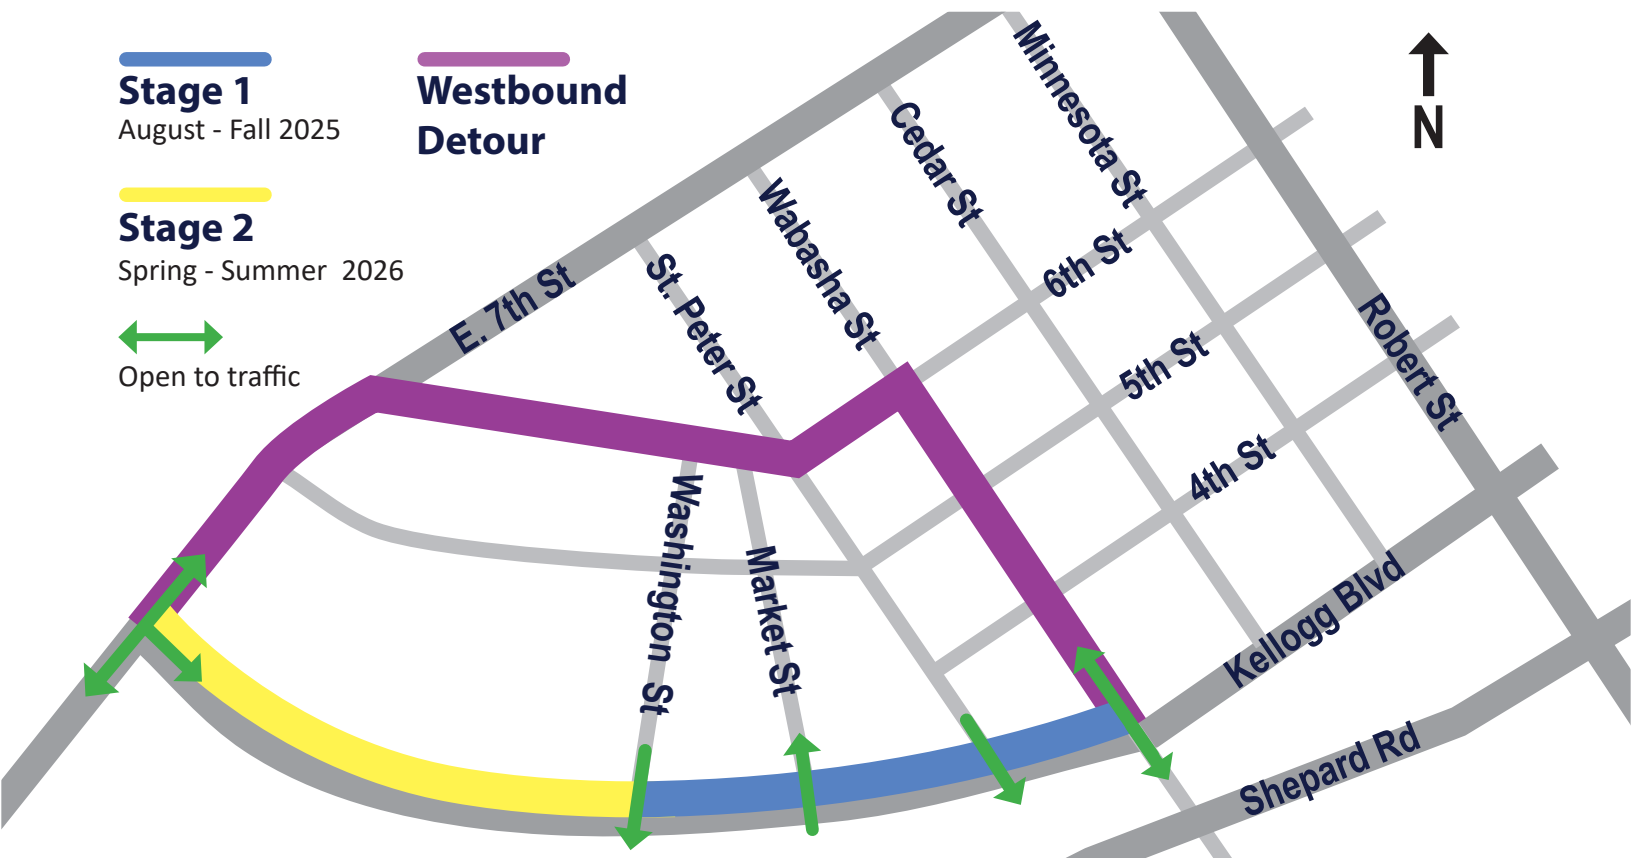 Stage 1
August - Fall 2025
Westbound
Detour
Stage 2
Spring - Summer 2026
Open to traffic
N
E. 7th St
St. Peter St
Wabasha St
Cedar St
Minnesota St
6th St
5th St
4th St
Robert St
Washington St
Market St
Kellogg Blvd
Shepard Rd